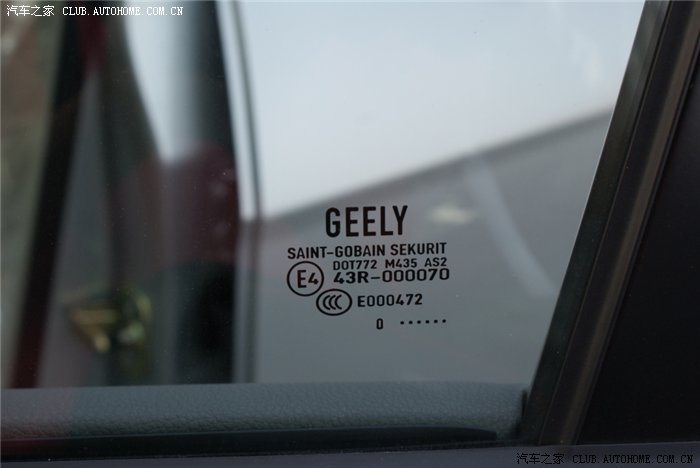 汽车之家 CLUB.AUTOHOME.COM.CN
GEELY
SAINT-GOBAIN SEKURIT
DOT772 M435 AS2
E4 43R-000070
CCC E000472
0 ······
汽车之家 CLUB.AUTOHOME.COM.CN